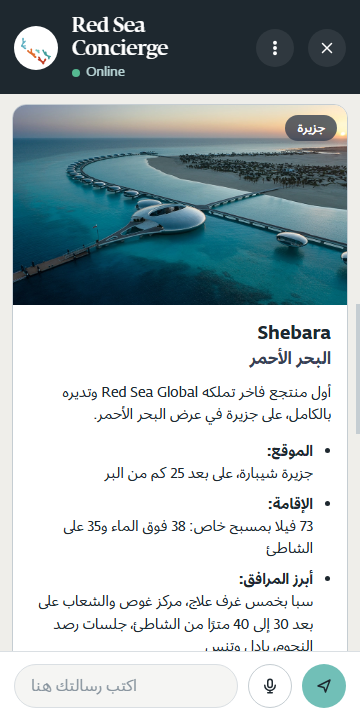 Red Sea
Concierge
Online
جزيرة
Shebara
البحر الأحمر
أول منتجع فاخر تملكه Red Sea Global وتديره
بالكامل، على جزيرة في عرض البحر الأحمر.
الموقع:
جزيرة شيبارة، على بعد 25 كم من البر
الإقامة:
73 فيلا بمسبح خاص: 38 فوق الماء و35 على
الشاطئ
أبرز المرافق:
سبا بخمس غرف علاج، مركز غوص والشعاب على
بعد 30 إلى 40 مترًا من الشاطئ، جلسات رصد
النجوم، بادل وتنس
اكتب رسالتك هنا